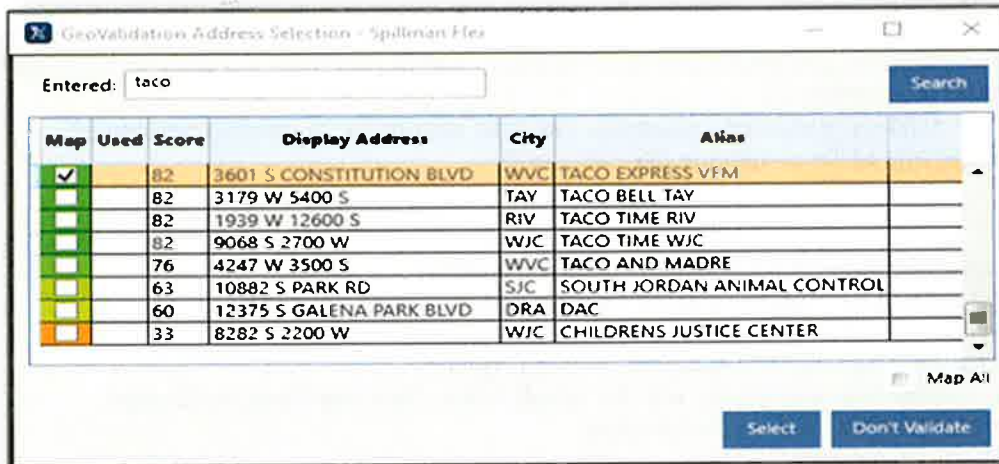 GeoValidation Address Selection - Spillman Flex
Entered: taco Search
Map Used Score Display Address City Alias
82 3601 S CONSTITUTION BLVD WVC TACO EXPRESS VFM
82 3179 W 5400 S TAY TACO BELL TAY
82 1939 W 12600 S RIV TACO TIME RIV
82 9068 S 2700 W WJC TACO TIME WJC
76 4247 W 3500 S WVC TACO AND MADRE
63 10882 S PARK RD SJC SOUTH JORDAN ANIMAL CONTROL
60 12375 S GALENA PARK BLVD DRA DAC
33 8282 S 2200 W WJC CHILDRENS JUSTICE CENTER
Map All
Select Don't Validate